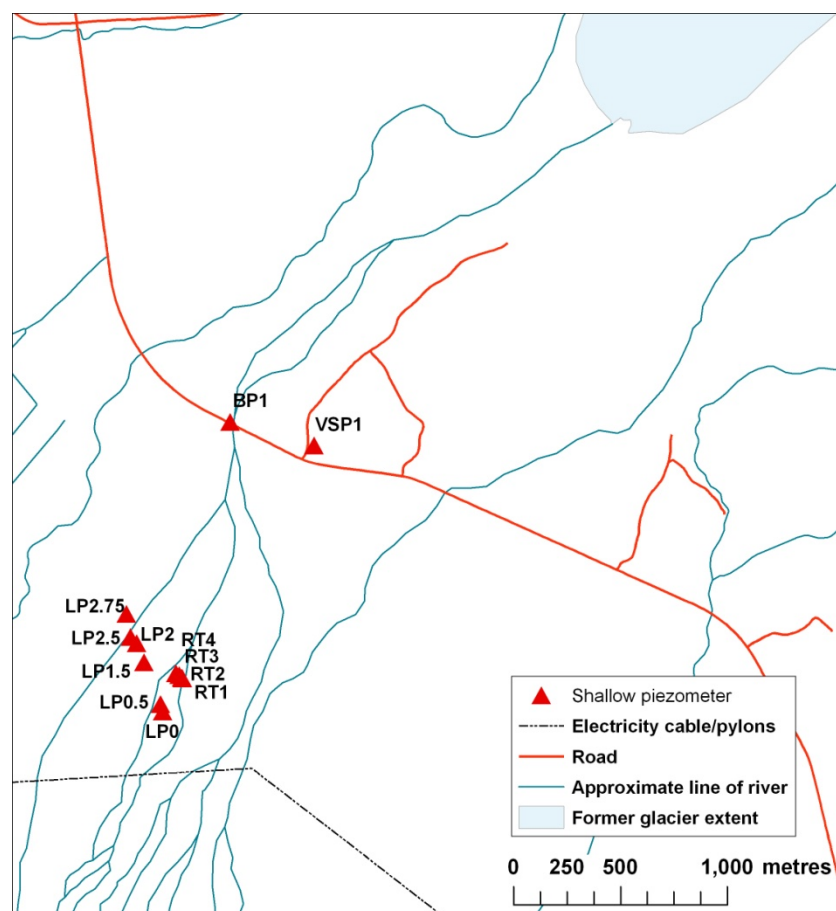 BP1
VSP1
LP2.75
LP2.5
LP2
RT4
RT3
LP1.5
RT2
RT1
LP0.5
LP0
Shallow piezometer
Electricity cable/pylons
Road
Approximate line of river
Former glacier extent
0 250 500 1,000 metres